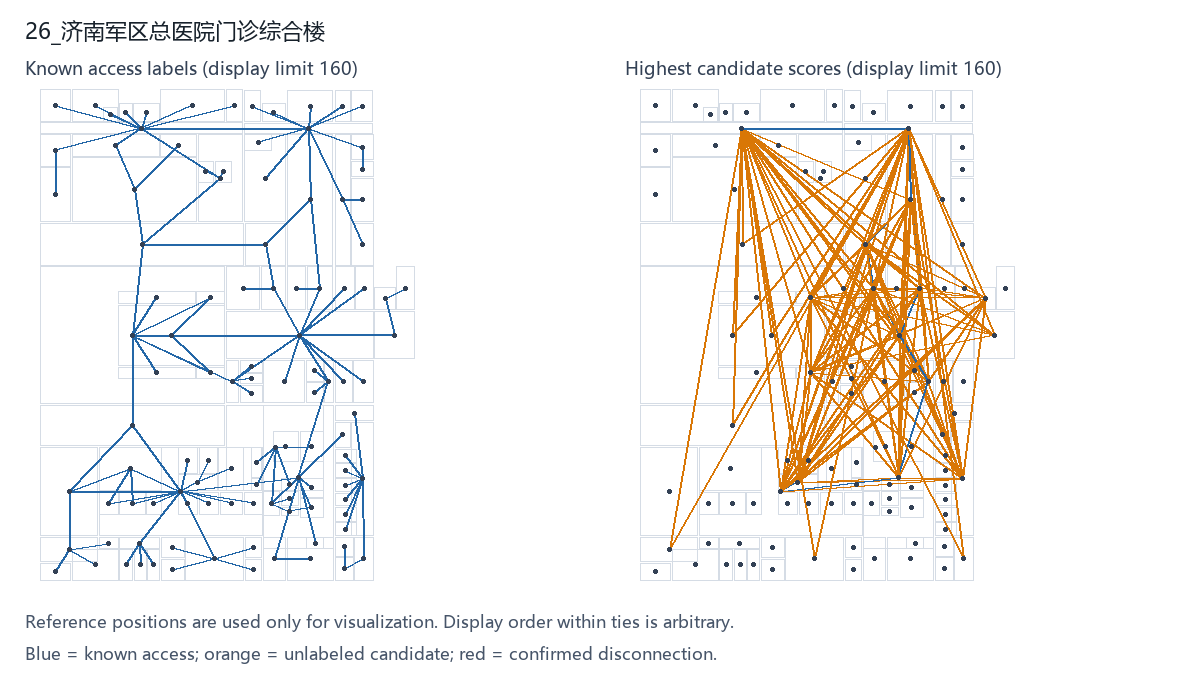 26_济南军区总医院门诊综合楼
Known access labels (display limit 160)
Highest candidate scores (display limit 160)
Reference positions are used only for visualization. Display order within ties is arbitrary.
Blue = known access; orange = unlabeled candidate; red = confirmed disconnection.